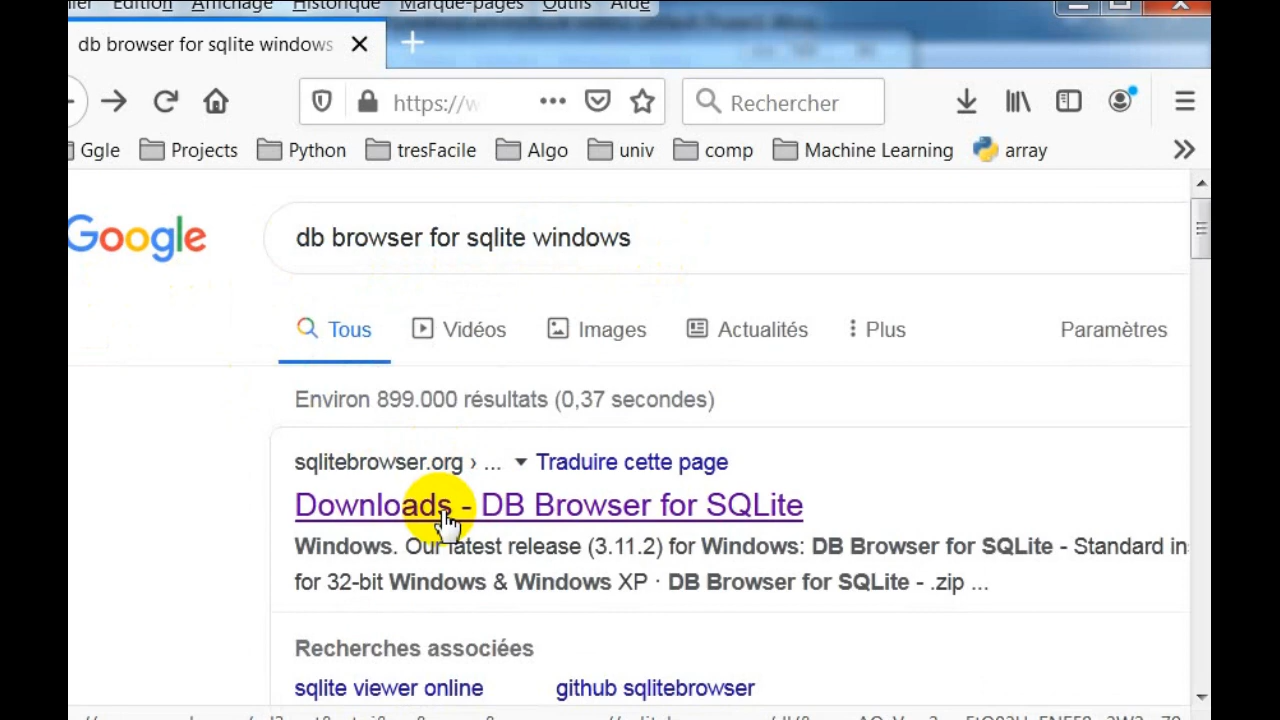 Edition Affichage Historique Marque-pages Outils Aide
db browser for sqlite windows
https://w
Rechercher
Ggle Projects Python tresFacile Algo univ comp Machine Learning array
Google
db browser for sqlite windows
Tous Vidéos Images Actualités Plus Paramètres
Environ 899.000 résultats (0,37 secondes)
sqlitebrowser.org › ... Traduire cette page
Downloads - DB Browser for SQLite
Windows. Our latest release (3.11.2) for Windows: DB Browser for SQLite - Standard in
for 32-bit Windows & Windows XP · DB Browser for SQLite - .zip ...
Recherches associées
sqlite viewer online github sqlitebrowser